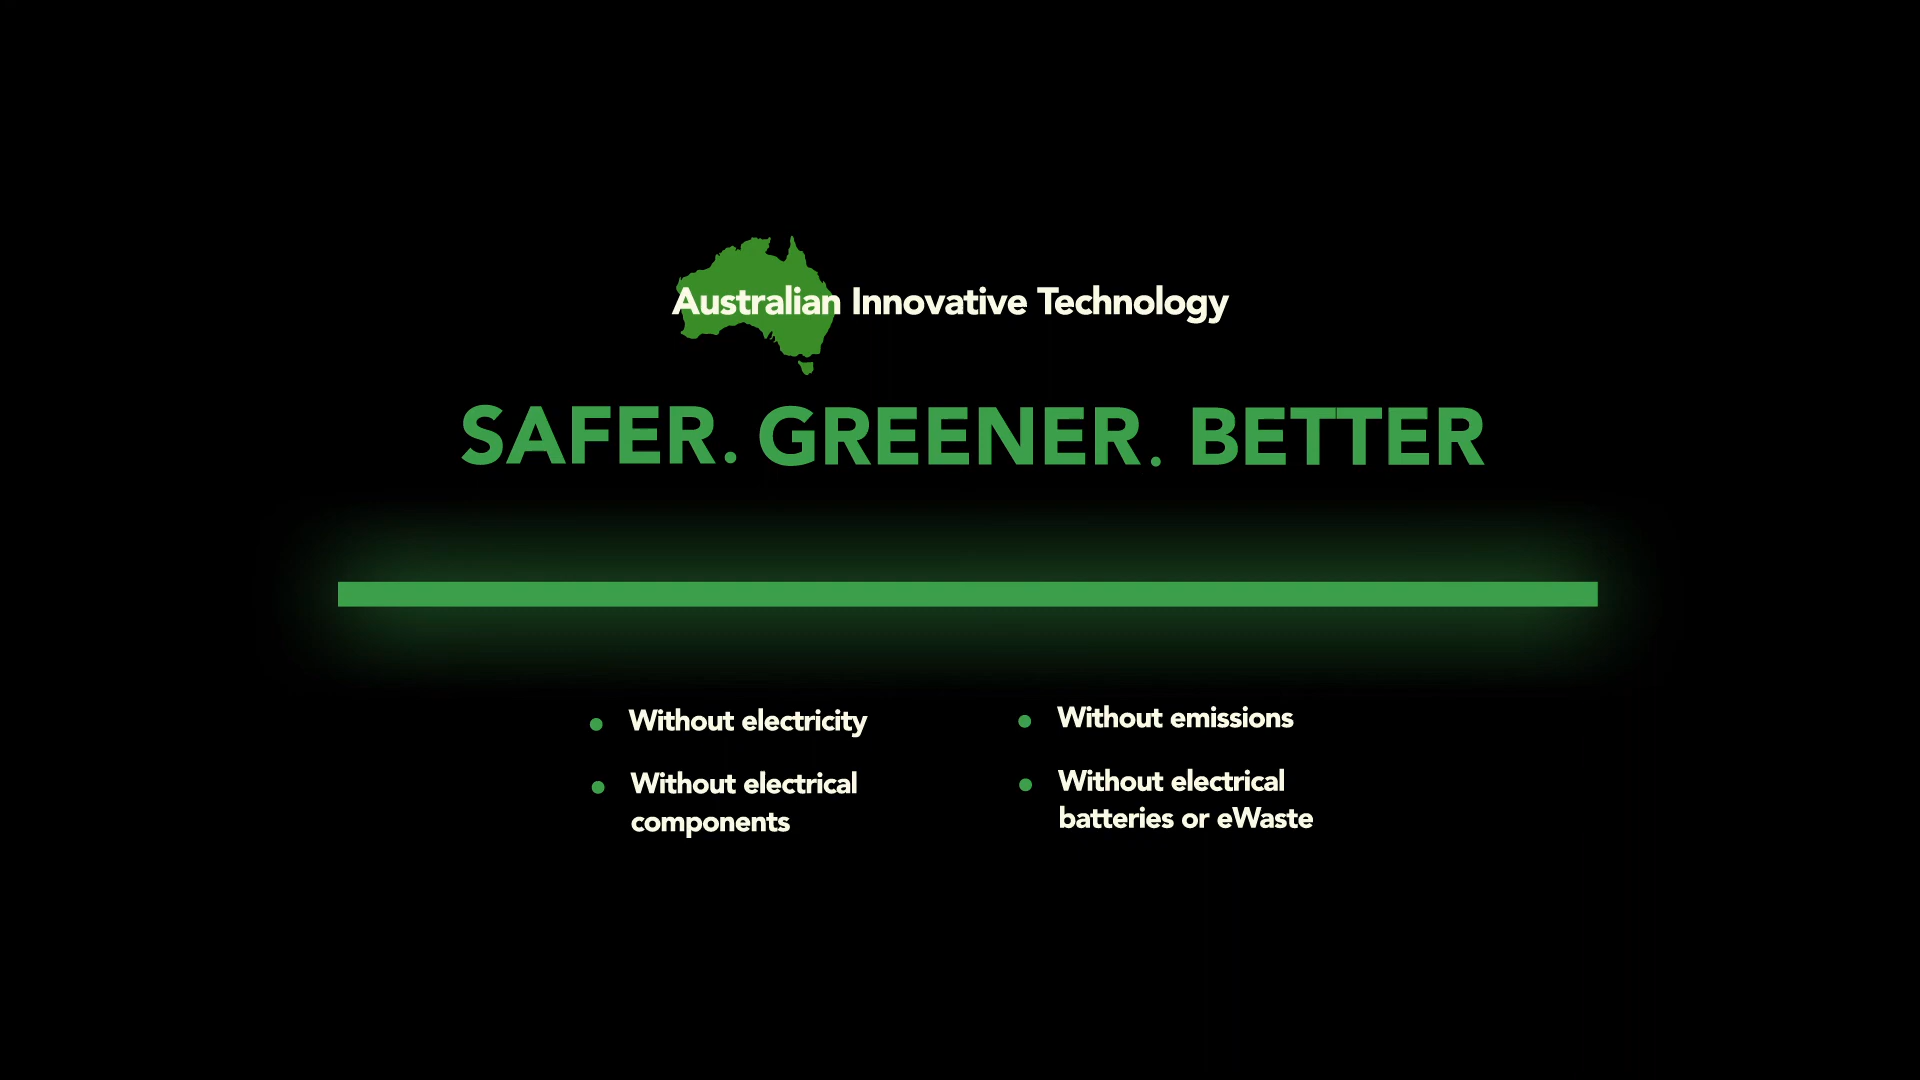 Australian Innovative Technology
SAFER. GREENER. BETTER
Without electricity
Without electrical
components
Without emissions
Without electrical
batteries or eWaste